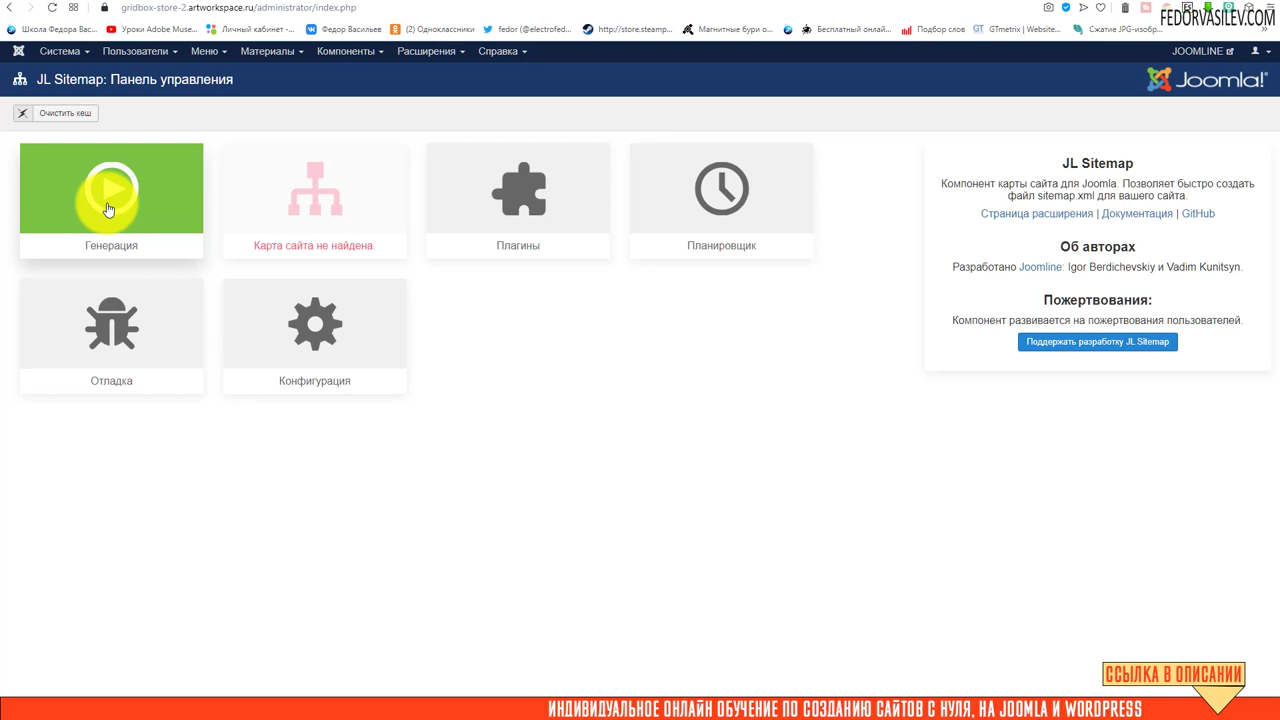 gridbox-store-2.artworkspace.ru/administrator/index.php
FEDORVASILEV.COM
Школа Федора Вас...
Уроки Adobe Muse...
Личный кабинет -...
Федор Васильев
(2) Одноклассники
fedor (@electrofed...
http://store.steamp...
Магнитные бури о...
Бесплатный онлай...
Подбор слов
GTmetrix | Website...
Сжатие JPG-изобр...
Система
Пользователи
Меню
Материалы
Компоненты
Расширения
Справка
JOOMLINE
JL Sitemap: Панель управления
Joomla!
Очистить кеш
Генерация
Карта сайта не найдена.
Плагины
Планировщик
Отладка
Конфигурация
JL Sitemap
Компонент карты сайта для Joomla. Позволяет быстро создать
файл sitemap.xml для вашего сайта.
Страница расширения | Документация | GitHub
Об авторах
Разработано Joomline: Igor Berdichevskiy и Vadim Kunitsyn.
Пожертвования:
Компонент развивается на пожертвования пользователей.
Поддержать разработку JL Sitemap
ССЫЛКА В ОПИСАНИИ
ИНДИВИДУАЛЬНОЕ ОНЛАЙН ОБУЧЕНИЕ ПО СОЗДАНИЮ САЙТОВ С НУЛЯ, НА JOOMLA И WORDPRESS